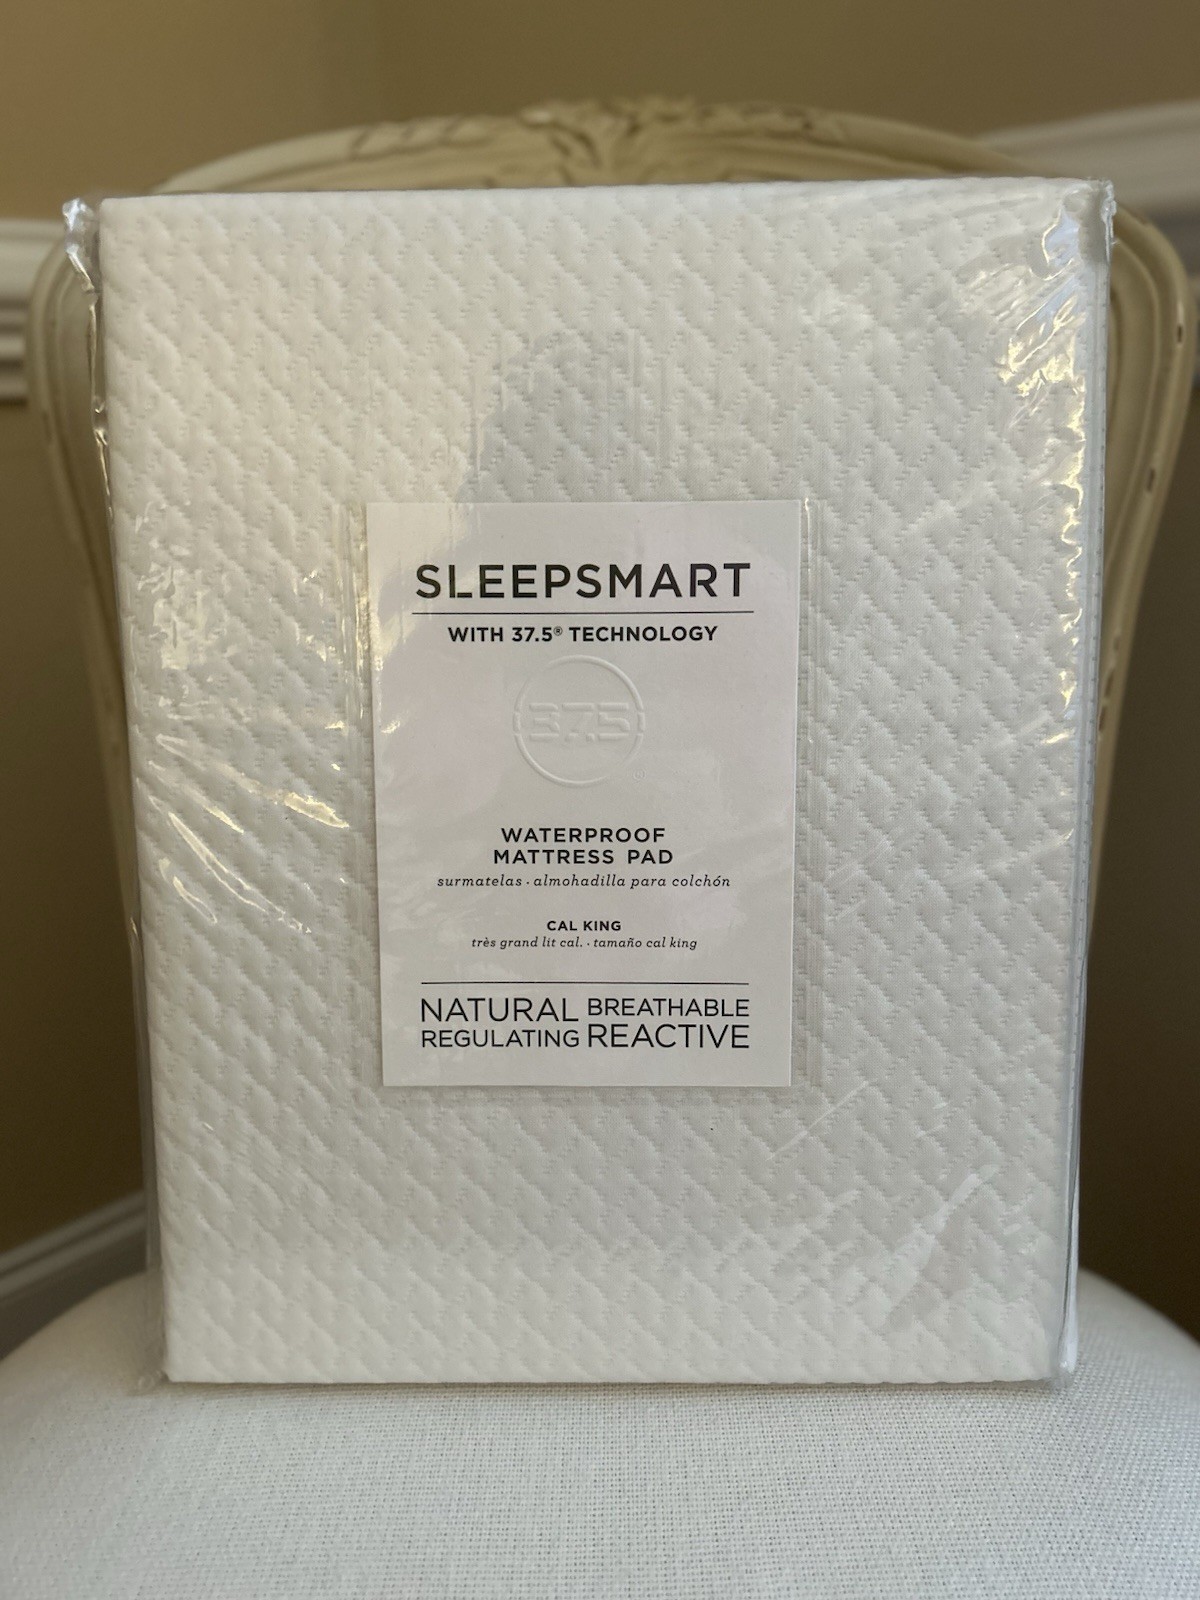 SLEEPSMART
WITH 37.5® TECHNOLOGY
37.5
®
WATERPROOF
MATTRESS PAD
surmatelas · almohadilla para colchón
CAL KING
très grand lit cal. · tamaño cal king
NATURAL BREATHABLE
REGULATING REACTIVE